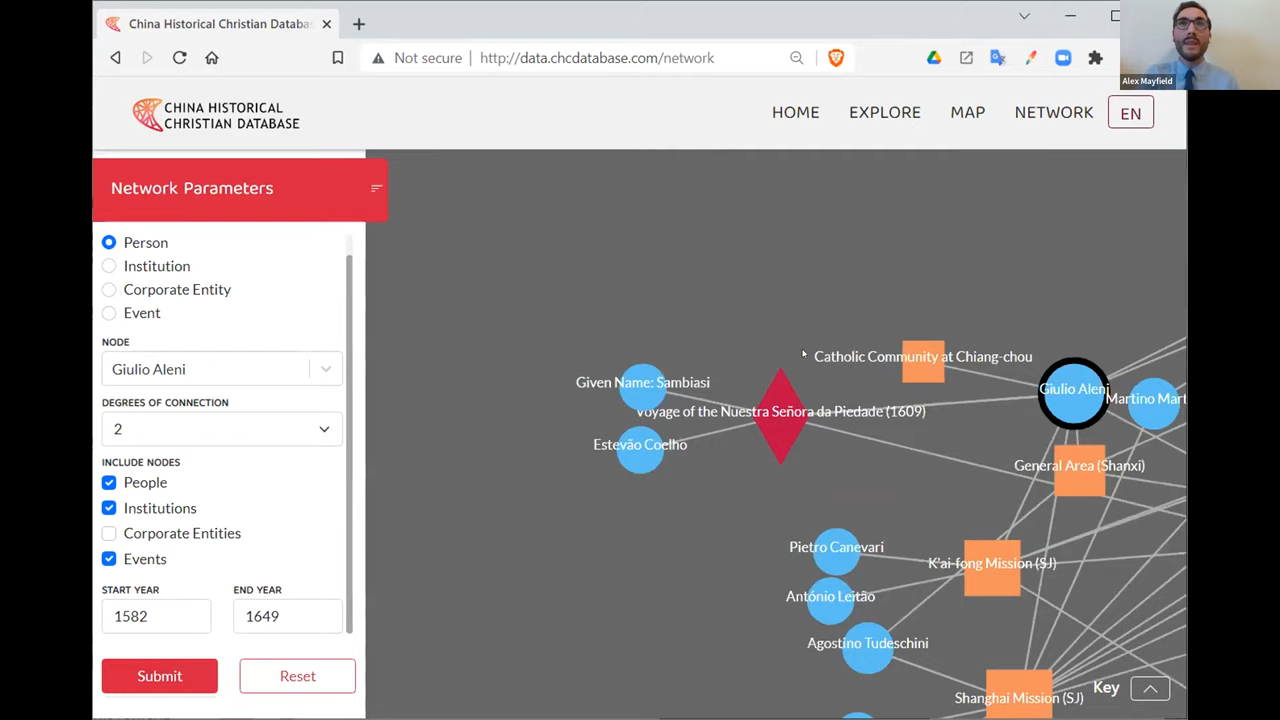 China Historical Christian Databa
Not secure
http://data.chcdatabase.com/network
Alex Mayfield
CHINA HISTORICAL
CHRISTIAN DATABASE
HOME
EXPLORE
MAP
NETWORK
EN
Network Parameters
Person
Institution
Corporate Entity
Event
NODE
Giulio Aleni
DEGREES OF CONNECTION
2
INCLUDE NODES
People
Institutions
Corporate Entities
Events
START YEAR
END YEAR
1582
1649
Submit
Reset
Catholic Community at Chiang-chou
Given Name: Sambiasi
Giulio Aleni
Martino Mart
Voyage of the Nuestra Señora da Piedade (1609)
Estevão Coelho
General Area (Shanxi)
Pietro Canevari
K'ai-fong Mission (SJ)
António Leitão
Agostino Tudeschini
Shanghai Mission (SJ)
Key